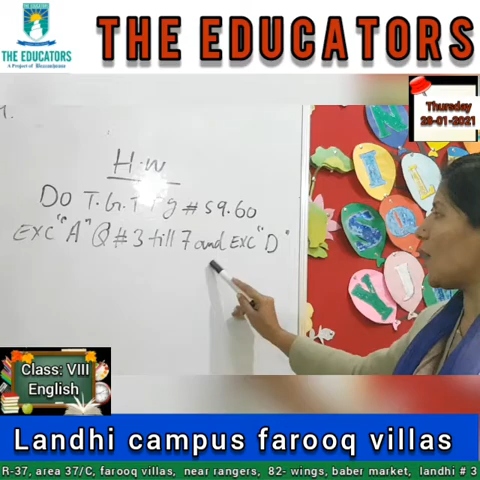 THE EDUCATORS
THE EDUCATORS
A Project of Beaconhouse
Thursday
28-01-2021
H.w
DO T.G.T Pg # 59.60
EXC "A" Q # 3 till 7 and EXC "D"
N
I
L
S
O
I
Y
Class: VIII
English
Landhi campus farooq villas
R-37, area 37/C, farooq villas, near rangers, 82- wings, baber market, landhi # 3